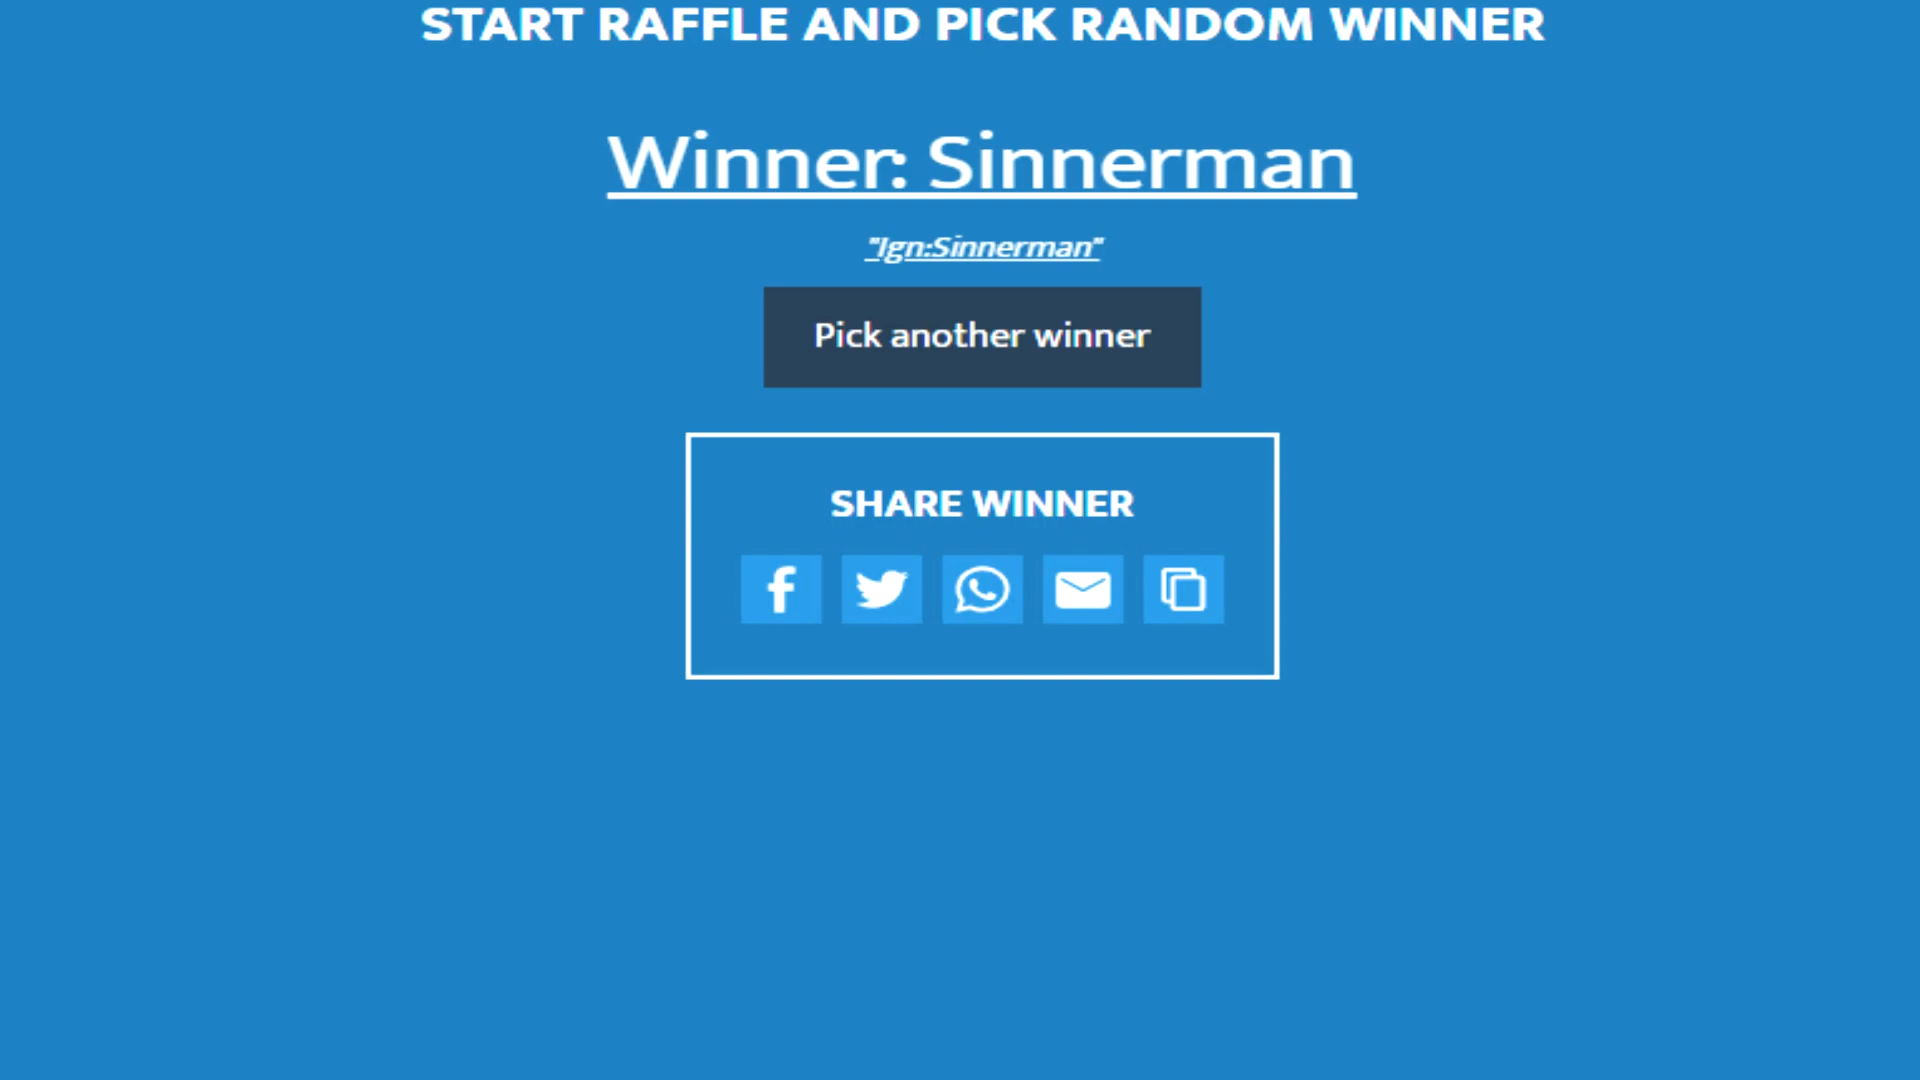 START RAFFLE AND PICK RANDOM WINNER
Winner: Sinnerman
"Ign:Sinnerman"
Pick another winner
SHARE WINNER